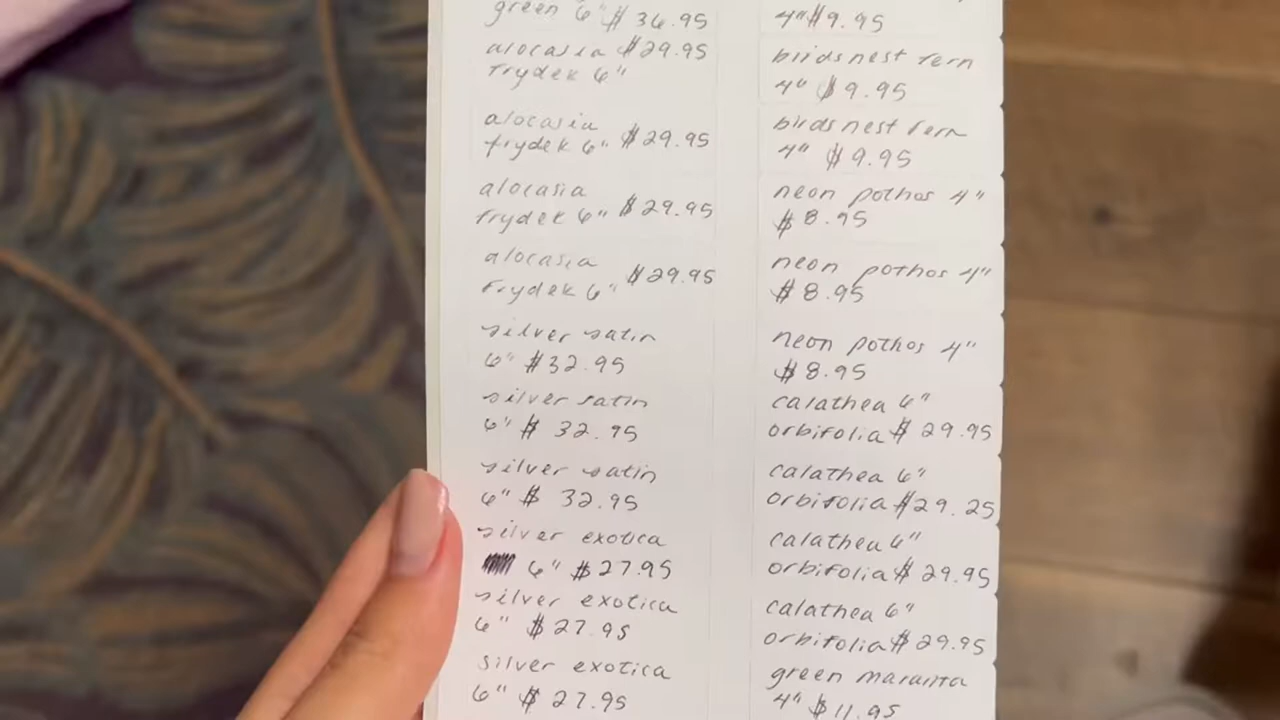 green 6" $36.95
alocasia $29.95
frydek 6"
alocasia
frydek 6" $29.95
alocasia
frydek 6" $29.95
alocasia
frydek 6" $29.95
silver satin
6" $32.95
silver satin
6" $ 32.95
silver satin
6" $ 32.95
silver exotica
6" $27.95
silver exotica
6" $27.95
silver exotica
6" $27.95
4" $9.95
birdsnest fern
4" $9.95
birdsnest fern
4" $9.95
neon pothos 4"
$8.95
neon pothos 4"
$8.95
neon pothos 4"
$8.95
calathea 6"
orbifolia $29.95
calathea 6"
orbifolia $29.25
calathea 6"
orbifolia $29.95
calathea 6"
orbifolia $29.95
green maranta
4" $11.95